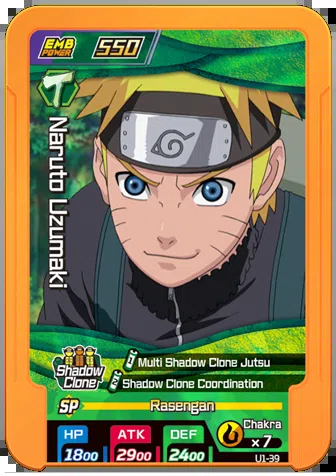 EMB
POWER
550
Naruto Uzumaki
Multi Shadow Clone Jutsu
Shadow Clone Coordination
Shadow
Clone
SP
Rasengan
HP
1800
ATK
2900
DEF
2400
Chakra
x7
U1-39